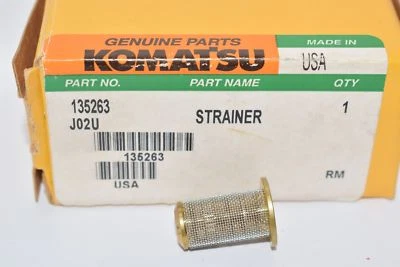 GENUINE PARTS
KOMATSU
MADE IN
USA
PART NO. PART NAME QTY
135263 STRAINER 1
J02U
135263
USA RM